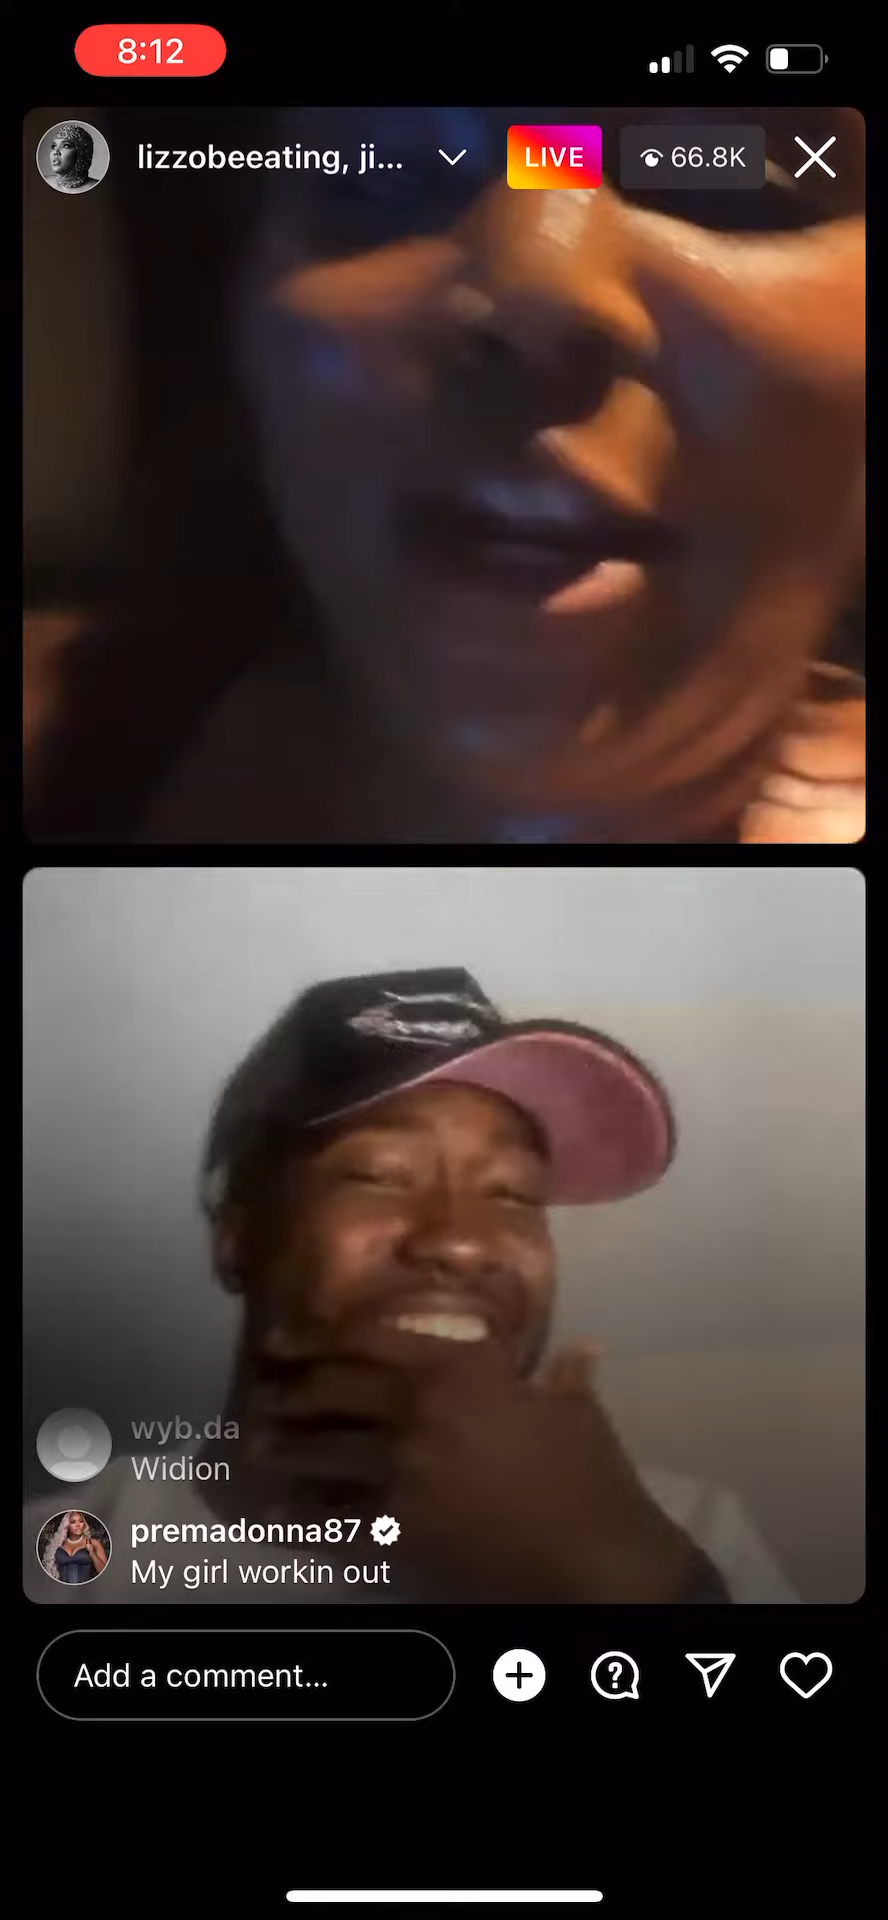 8:12
lizzobeeating, ji...
LIVE
66.8K
wyb.da
Widion
premadonna87
My girl workin out
Add a comment...